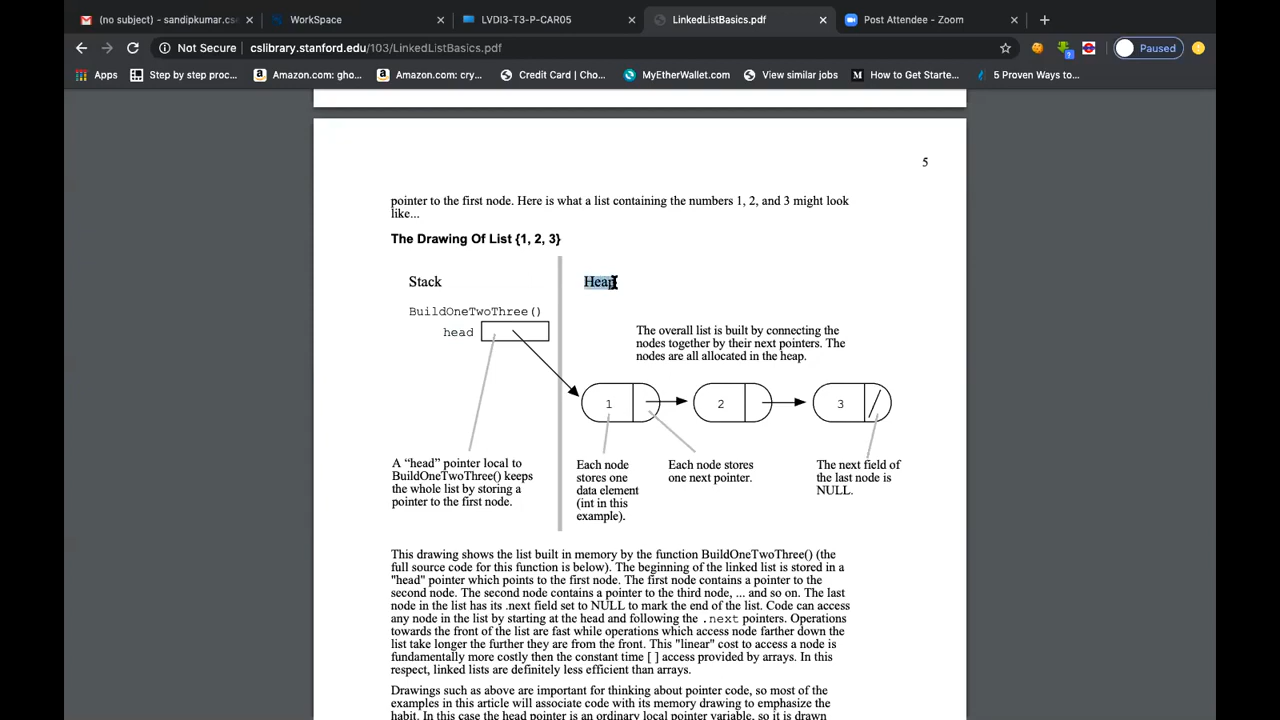 (no subject) - sandipkumar.cs
WorkSpace
LVDI3-T3-P-CAR05
LinkedListBasics.pdf
Post Attendee - Zoom
Not Secure
cslibrary.stanford.edu/103/LinkedListBasics.pdf
?
Paused
Apps
Step by step proc...
Amazon.com: gho...
Amazon.com: cry...
Credit Card | Cho...
MyEtherWallet.com
View similar jobs
How to Get Starte...
5 Proven Ways to...
5
pointer to the first node. Here is what a list containing the numbers 1, 2, and 3 might look
like...
The Drawing Of List {1, 2, 3}
Stack
Heap
BuildOneTwoThree()
head
The overall list is built by connecting the
nodes together by their next pointers. The
nodes are all allocated in the heap.
1
2
3
A “head” pointer local to
BuildOneTwoThree() keeps
the whole list by storing a
pointer to the first node.
Each node
stores one
data element
(int in this
example).
Each node stores
one next pointer.
The next field of
the last node is
NULL.
This drawing shows the list built in memory by the function BuildOneTwoThree() (the
full source code for this function is below). The beginning of the linked list is stored in a
"head" pointer which points to the first node. The first node contains a pointer to the
second node. The second node contains a pointer to the third node, ... and so on. The last
node in the list has its .next field set to NULL to mark the end of the list. Code can access
any node in the list by starting at the head and following the .next pointers. Operations
towards the front of the list are fast while operations which access node farther down the
list take longer the further they are from the front. This "linear" cost to access a node is
fundamentally more costly then the constant time [ ] access provided by arrays. In this
respect, linked lists are definitely less efficient than arrays.
Drawings such as above are important for thinking about pointer code, so most of the
examples in this article will associate code with its memory drawing to emphasize the
habit. In this case the head pointer is an ordinary local pointer variable, so it is drawn